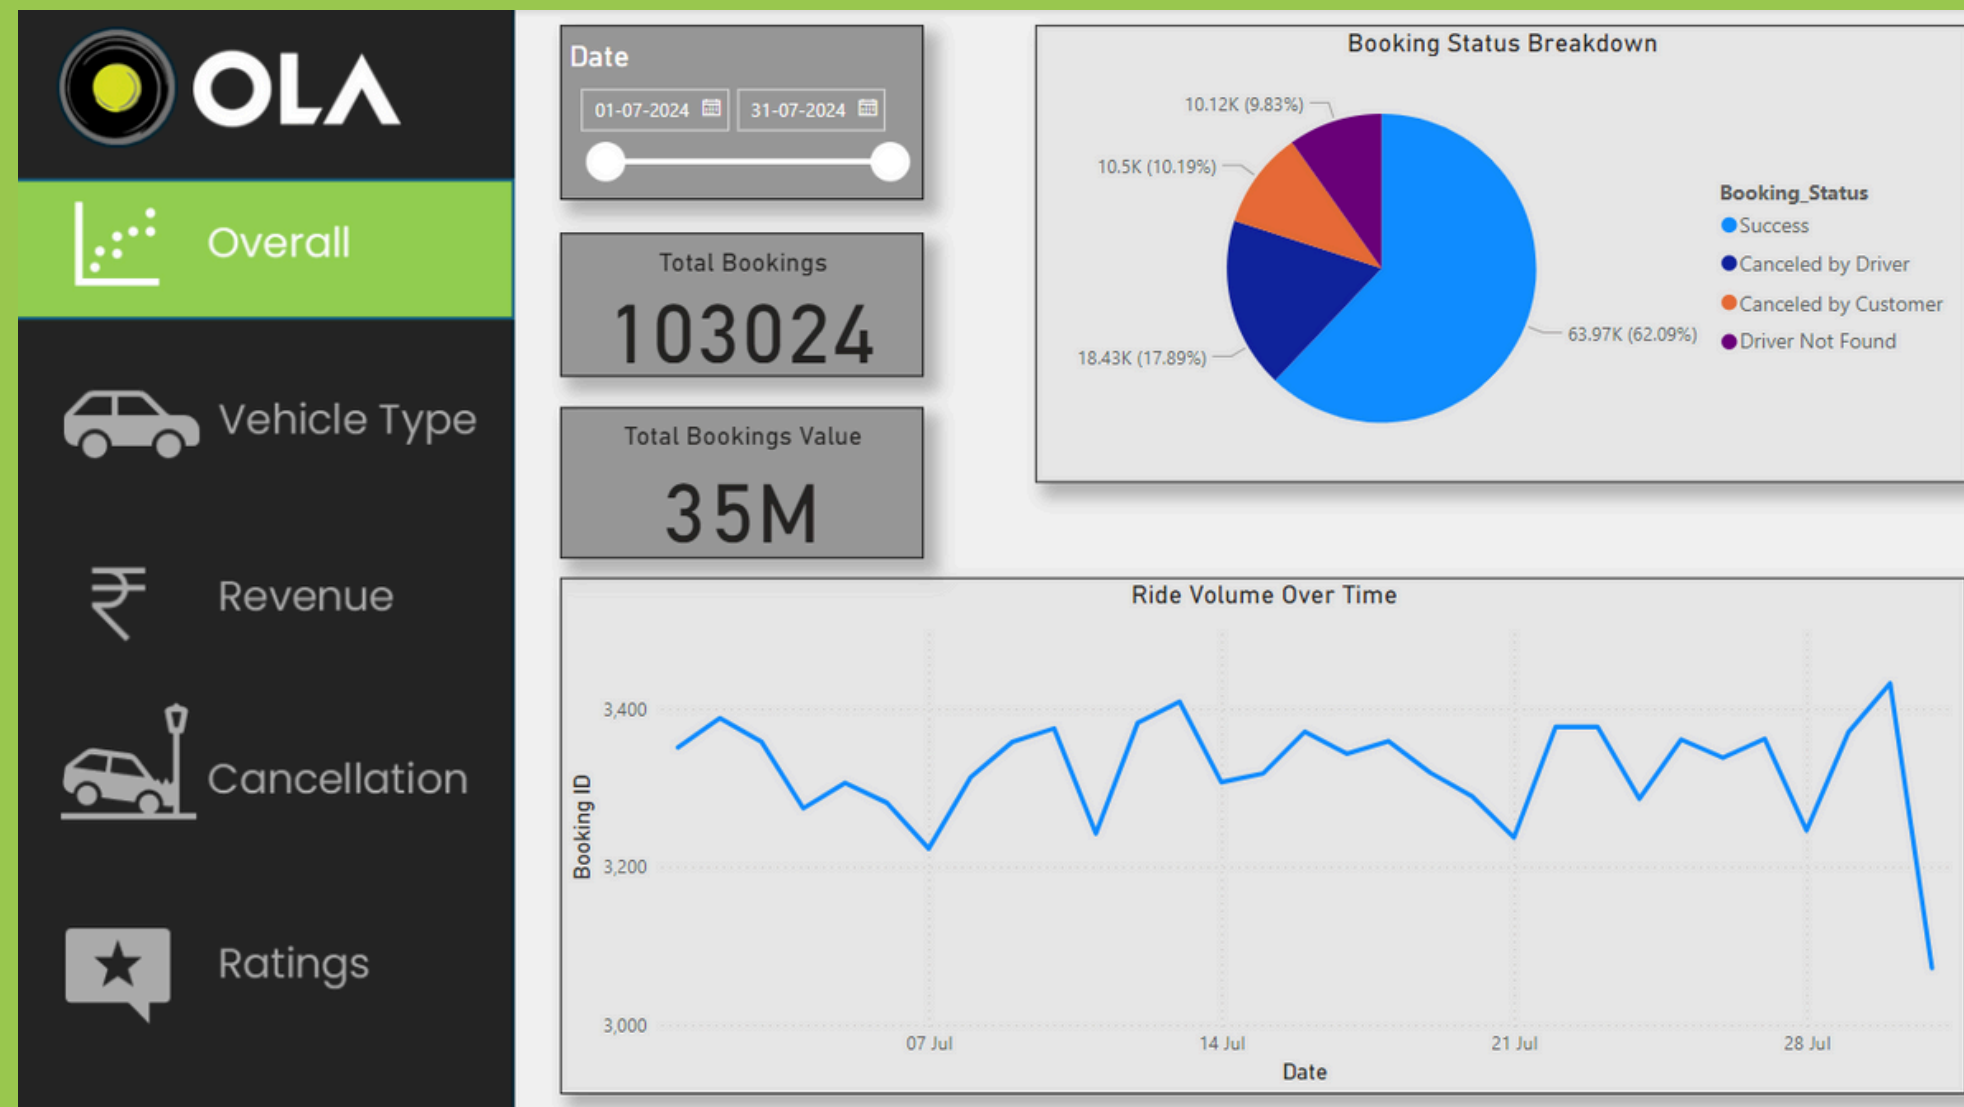 OLA
Overall
Vehicle Type
Revenue
Cancellation
Ratings
Date
01-07-2024 31-07-2024
Total Bookings
103024
Total Bookings Value
35M
Booking Status Breakdown
10.12K (9.83%)
10.5K (10.19%)
18.43K (17.89%)
63.97K (62.09%)
Booking_Status
Success
Canceled by Driver
Canceled by Customer
Driver Not Found
Ride Volume Over Time
Booking ID
3,400
3,200
3,000
07 Jul 14 Jul 21 Jul 28 Jul
Date